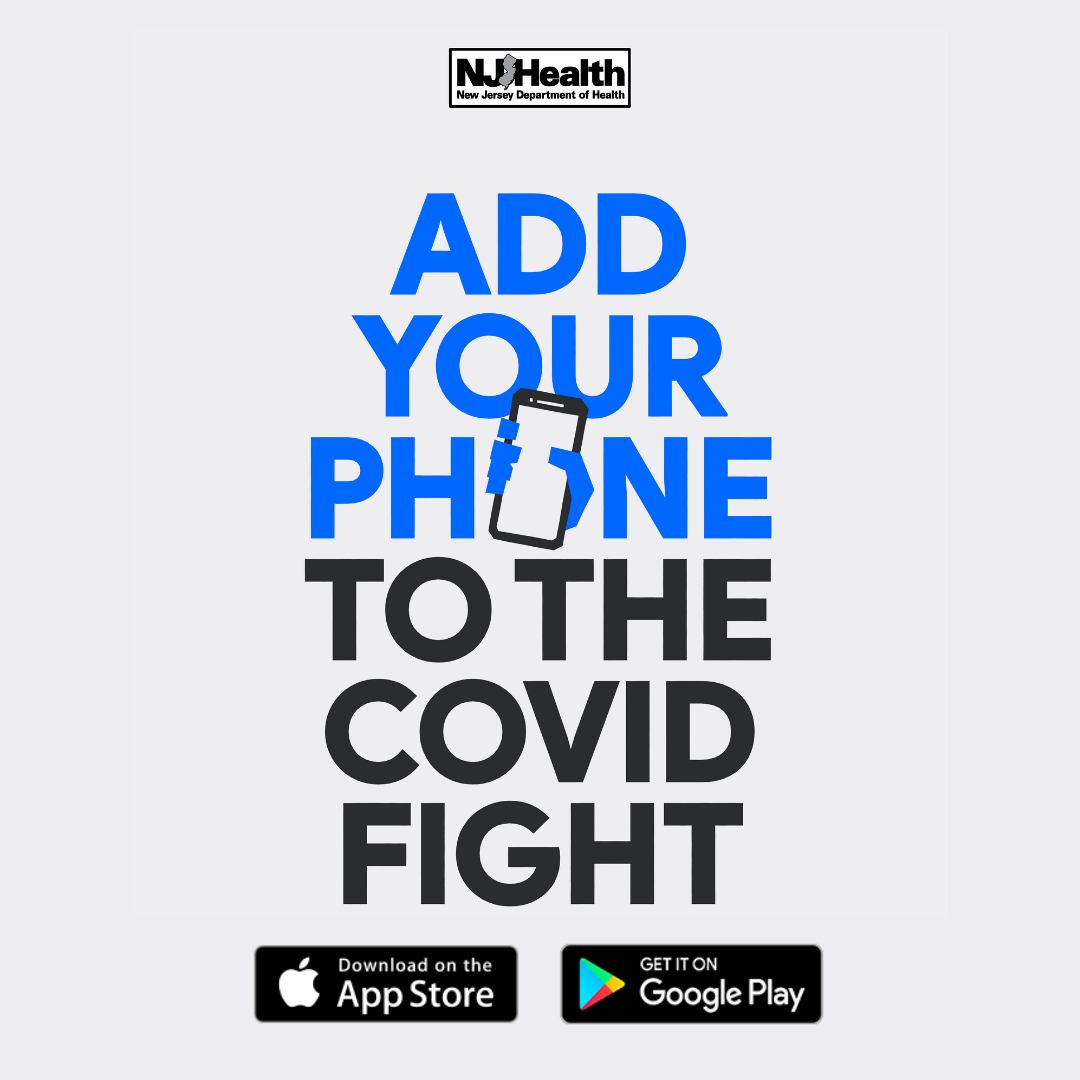 NJ Health
New Jersey Department of Health
ADD
YOUR
PHONE
TO THE
COVID
FIGHT
Download on the
App Store
GET IT ON
Google Play